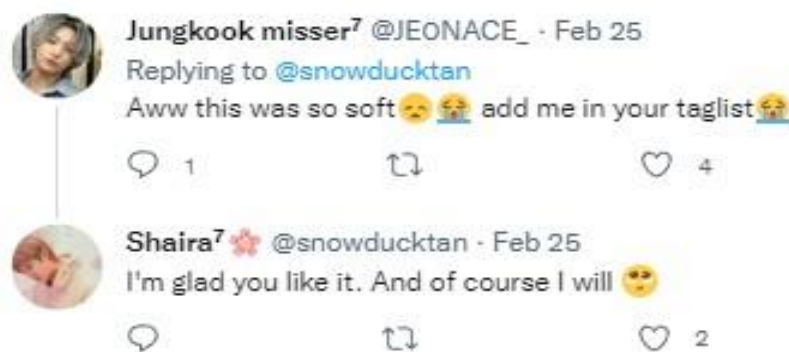 Jungkook misser⁷ @JEONACE_ · Feb 25
Replying to @snowducktan
Aww this was so soft😞😭 add me in your taglist😭
1 4
Shaira⁷🌸 @snowducktan · Feb 25
I'm glad you like it. And of course I will 🥺
2